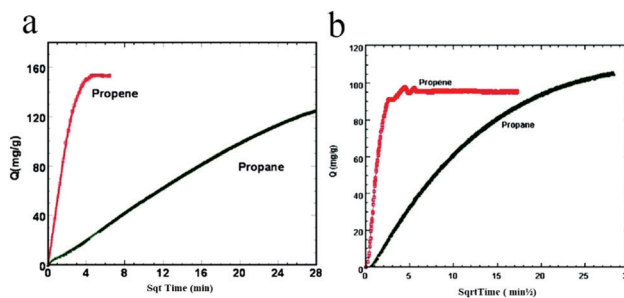 a
160
120
80
40
0
Q(mg/g)
Propene
Propane
0 4 8 12 16 20 24 28
Sqt Time (min)
b
120
100
80
60
40
20
0
Q (mg/g)
Propene
Propane
0 5 10 15 20 25
SqrtTime ( min½)